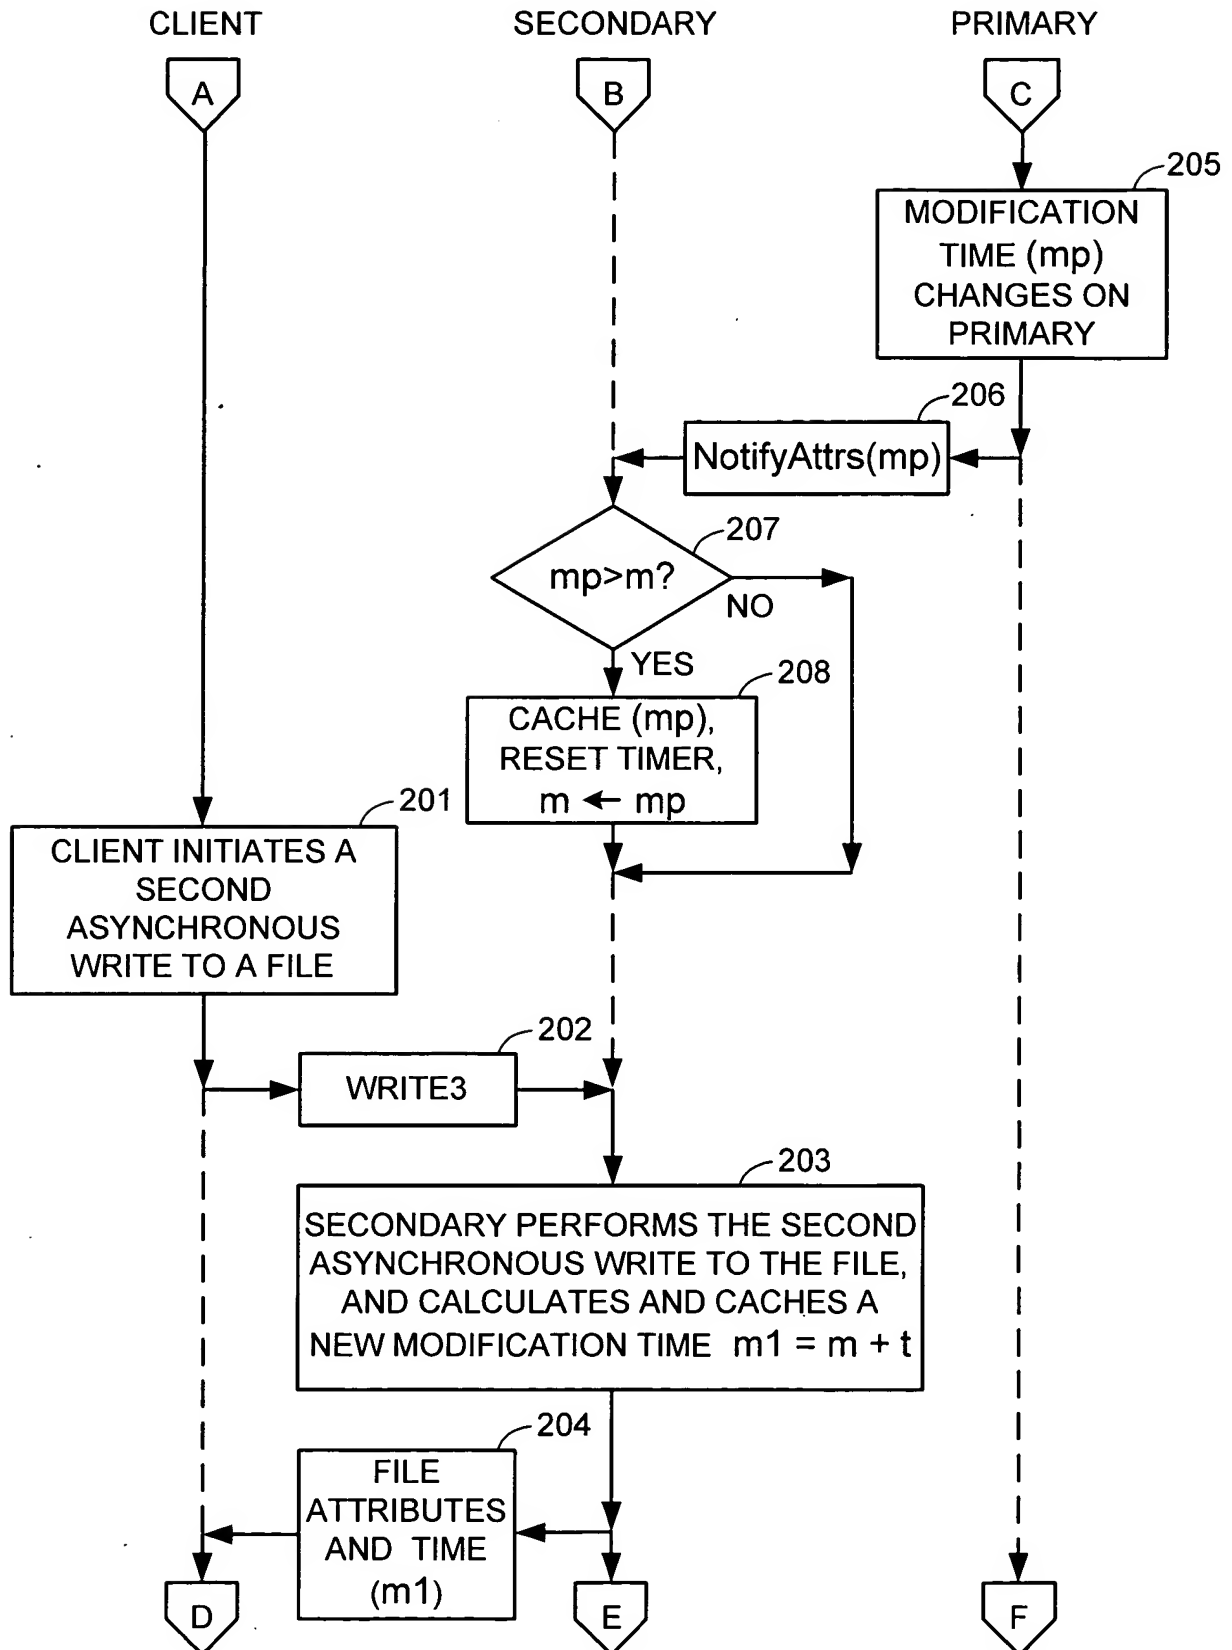 CLIENT
SECONDARY
PRIMARY
A
B
C
205
MODIFICATION
TIME (mp)
CHANGES ON
PRIMARY
206
NotifyAttrs(mp)
207
mp>m?
NO
YES
208
CACHE (mp),
RESET TIMER,
m ← mp
201
CLIENT INITIATES A
SECOND
ASYNCHRONOUS
WRITE TO A FILE
202
WRITE3
203
SECONDARY PERFORMS THE SECOND
ASYNCHRONOUS WRITE TO THE FILE,
AND CALCULATES AND CACHES A
NEW MODIFICATION TIME m1 = m + t
204
FILE
ATTRIBUTES
AND TIME
(m1)
D
E
F